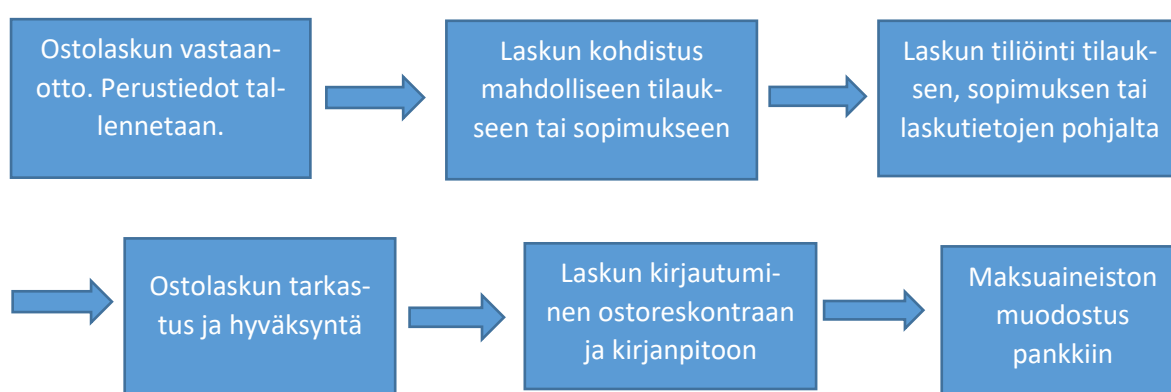 Ostolaskun vastaan-
otto. Perustiedot tal-
lennetaan.
Laskun kohdistus
mahdolliseen tilauk-
seen tai sopimukseen
Laskun tiliöinti tilauk-
sen, sopimuksen tai
laskutietojen pohjalta
Ostolaskun tarkas-
tus ja hyväksyntä
Laskun kirjautumi-
nen ostoreskontraan
ja kirjanpitoon
Maksuaineiston
muodostus
pankkiin